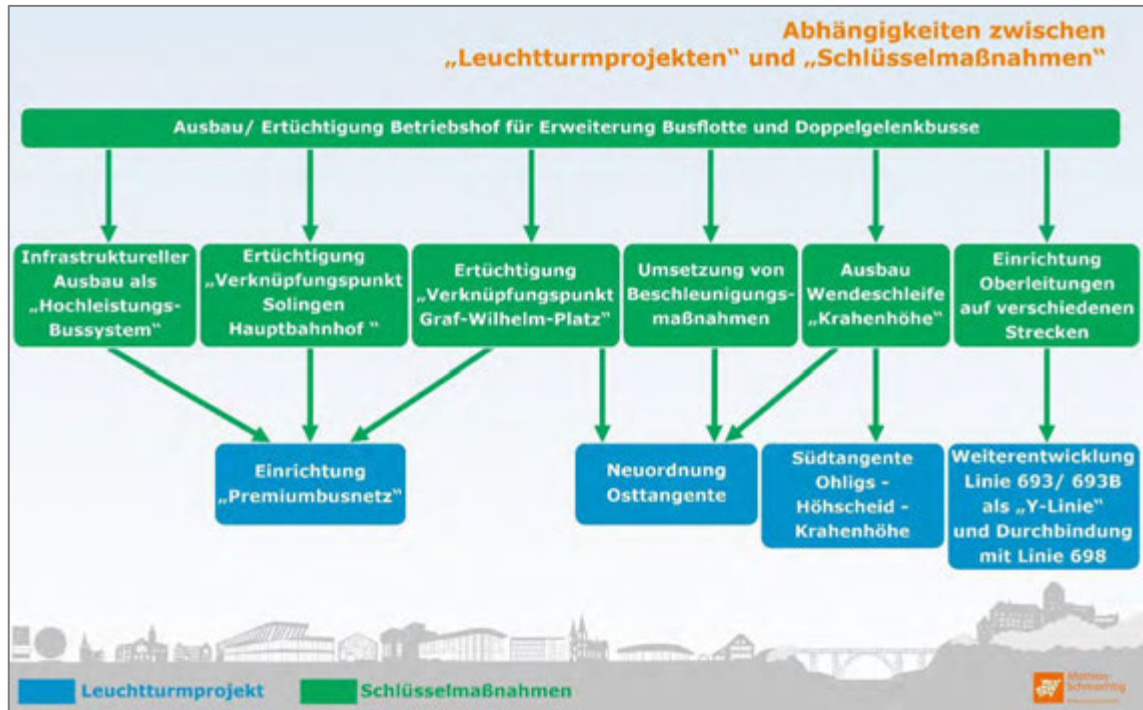 Abhängigkeiten zwischen
„Leuchtturmprojekten“ und „Schlüsselmaßnahmen“
Ausbau/ Ertüchtigung Betriebshof für Erweiterung Busflotte und Doppelgelenkbusse
Infrastruktureller
Ausbau als
„Hochleistungs-
Bussystem“
Ertüchtigung
„Verknüpfungspunkt
Solingen
Hauptbahnhof “
Ertüchtigung
„Verknüpfungspunkt
Graf-Wilhelm-Platz“
Umsetzung von
Beschleunigungs-
maßnahmen
Ausbau
Wendeschleife
„Krahenhöhe“
Einrichtung
Oberleitungen
auf verschiedenen
Strecken
Einrichtung
„Premiumbusnetz“
Neuordnung
Osttangente
Südtangente
Ohligs -
Höhscheid -
Krahenhöhe
Weiterentwicklung
Linie 693/ 693B
als „Y-Linie“
und Durchbindung
mit Linie 698
Leuchtturmprojekt
Schlüsselmaßnahmen